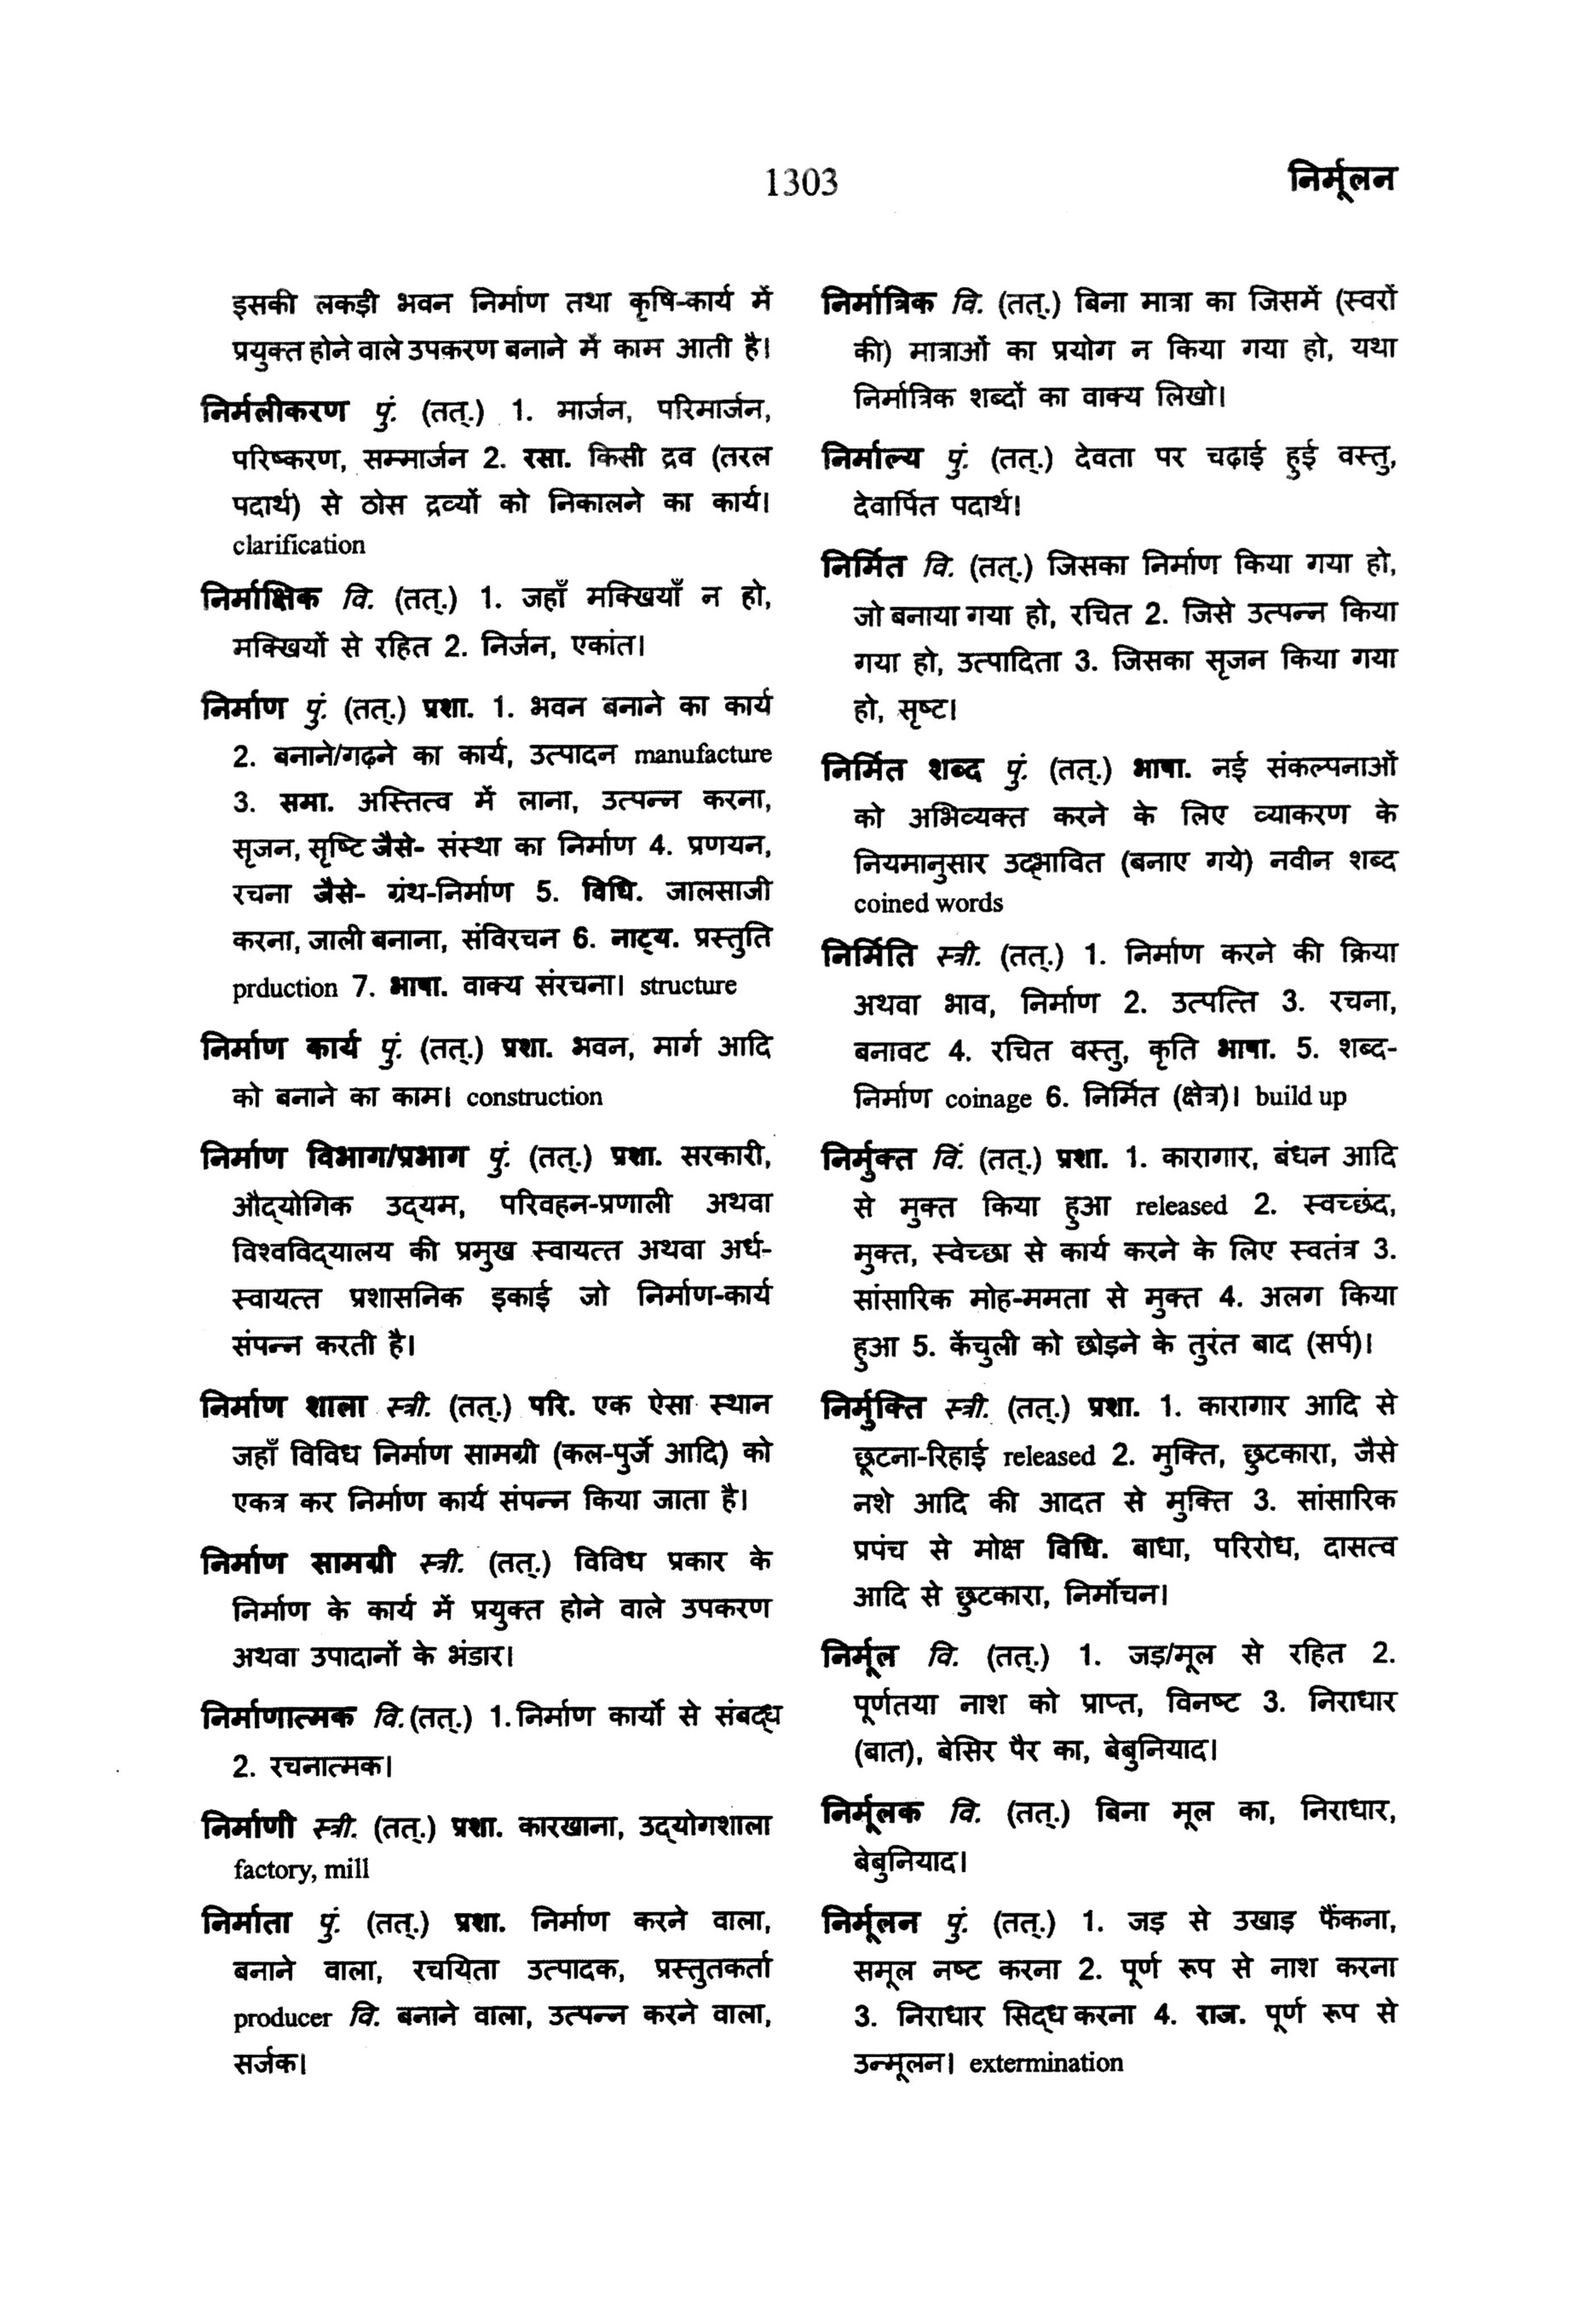 1303
निर्मूलन
इसकी लकड़ी भवन निर्माण तथा कृषि-कार्य में
प्रयुक्त होने वाले उपकरण बनाने में काम आती है।
निर्मलीकरण पुं. (तत्.) 1. मार्जन, परिमार्जन,
परिष्करण, सम्मार्जन 2. रसा. किसी द्रव (तरल
पदार्थ) से ठोस द्रव्यों को निकालने का कार्य।
clarification
निर्माक्षिक वि. (तत्.) 1. जहाँ मक्खियाँ न हो,
मक्खियों से रहित 2. निर्जन, एकांत।
निर्माण पुं. (तत्.) प्रशा. 1. भवन बनाने का कार्य
2. बनाने/गढ़ने का कार्य, उत्पादन manufacture
3. समा. अस्तित्व में लाना, उत्पन्न करना,
सृजन, सृष्टि जैसे- संस्था का निर्माण 4. प्रणयन,
रचना जैसे- ग्रंथ-निर्माण 5. विधि. जालसाजी
करना, जाली बनाना, संविरचन 6. नाट्य. प्रस्तुति
prduction 7. भाषा. वाक्य संरचना। structure
निर्माण कार्य पुं. (तत्.) प्रशा. भवन, मार्ग आदि
को बनाने का काम। construction
निर्माण विभाग/प्रभाग पुं. (तत्.) प्रशा. सरकारी,
औद्‌योगिक उद्‌यम, परिवहन-प्रणाली अथवा
विश्वविद्‌यालय की प्रमुख स्वायत्त अथवा अर्ध-
स्वायत्त प्रशासनिक इकाई जो निर्माण-कार्य
संपन्न करती है।
निर्माण शाला स्त्री. (तत्.) परि. एक ऐसा स्थान
जहाँ विविध निर्माण सामग्री (कल-पुर्जे आदि) को
एकत्र कर निर्माण कार्य संपन्न किया जाता है।
निर्माण सामग्री स्त्री. (तत्.) विविध प्रकार के
निर्माण के कार्य में प्रयुक्त होने वाले उपकरण
अथवा उपादानों के भंडार।
निर्माणात्मक वि. (तत्.) 1. निर्माण कार्यो से संबद्‌ध
2. रचनात्मक।
निर्माणी स्त्री. (तत्.) प्रशा. कारखाना, उद्‌योगशाला
factory, mill
निर्माता पुं. (तत्.) प्रशा. निर्माण करने वाला,
बनाने वाला, रचयिता उत्पादक, प्रस्तुतकर्ता
producer वि. बनाने वाला, उत्पन्न करने वाला,
सर्जक।
निर्मात्रिक वि. (तत्.) बिना मात्रा का जिसमें (स्वरों
की) मात्राओं का प्रयोग न किया गया हो, यथा
निर्मात्रिक शब्दों का वाक्य लिखो।
निर्माल्य पुं. (तत्.) देवता पर चढ़ाई हुई वस्तु,
देवार्पित पदार्थ।
निर्मित वि. (तत्.) जिसका निर्माण किया गया हो,
जो बनाया गया हो, रचित 2. जिसे उत्पन्न किया
गया हो, उत्पादिता 3. जिसका सृजन किया गया
हो, सृष्ट।
निर्मित शब्द पुं. (तत्.) भाषा. नई संकल्पनाओं
को अभिव्यक्त करने के लिए व्याकरण के
नियमानुसार उद्‌भावित (बनाए गये) नवीन शब्द
coined words
निर्मिति स्त्री. (तत्.) 1. निर्माण करने की क्रिया
अथवा भाव, निर्माण 2. उत्पत्ति 3. रचना,
बनावट 4. रचित वस्तु, कृति भाषा. 5. शब्द-
निर्माण coinage 6. निर्मित (क्षेत्र)। build up
निर्मुक्त विं. (तत्.) प्रशा. 1. कारागार, बंधन आदि
से मुक्त किया हुआ released 2. स्वच्छंद,
मुक्त, स्वेच्छा से कार्य करने के लिए स्वतंत्र 3.
सांसारिक मोह-ममता से मुक्त 4. अलग किया
हुआ 5. केंचुली को छोड़ने के तुरंत बाद (सर्प)।
निर्मुक्ति स्त्री. (तत्.) प्रशा. 1. कारागार आदि से
छूटना-रिहाई released 2. मुक्ति, छुटकारा, जैसे
नशे आदि की आदत से मुक्ति 3. सांसारिक
प्रपंच से मोक्ष विधि. बाधा, परिरोध, दासत्व
आदि से छुटकारा, निर्मोचन।
निर्मूल वि. (तत्.) 1. जड़/मूल से रहित 2.
पूर्णतया नाश को प्राप्त, विनष्ट 3. निराधार
(बात), बेसिर पैर का, बेबुनियाद।
निर्मूलक वि. (तत्.) बिना मूल का, निराधार,
बेबुनियाद।
निर्मूलन पुं. (तत्.) 1. जड़ से उखाड़ फैंकना,
समूल नष्ट करना 2. पूर्ण रूप से नाश करना
3. निराधार सिद्‌ध करना 4. राज. पूर्ण रूप से
उन्मूलन। extermination